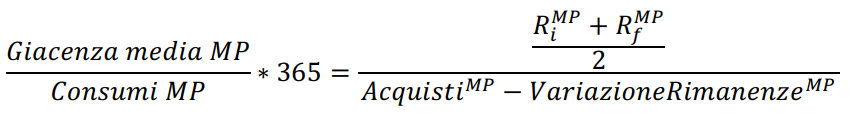 Giacenza media MP / Consumi MP * 365 = ((R_i^MP + R_f^MP) / 2) / (Acquisti^MP − VariazioneRimanenze^MP)